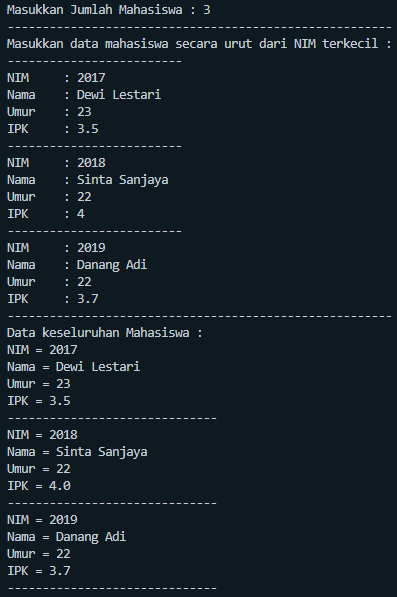 Masukkan Jumlah Mahasiswa : 3
-------------------------------------------------------
Masukkan data mahasiswa secara urut dari NIM terkecil :
-------------------------
NIM     : 2017
Nama    : Dewi Lestari
Umur    : 23
IPK     : 3.5
-------------------------
NIM     : 2018
Nama    : Sinta Sanjaya
Umur    : 22
IPK     : 4
-------------------------
NIM     : 2019
Nama    : Danang Adi
Umur    : 22
IPK     : 3.7
-------------------------------------------------------
Data keseluruhan Mahasiswa :
NIM = 2017
Nama = Dewi Lestari
Umur = 23
IPK = 3.5
------------------------------
NIM = 2018
Nama = Sinta Sanjaya
Umur = 22
IPK = 4.0
------------------------------
NIM = 2019
Nama = Danang Adi
Umur = 22
IPK = 3.7
------------------------------